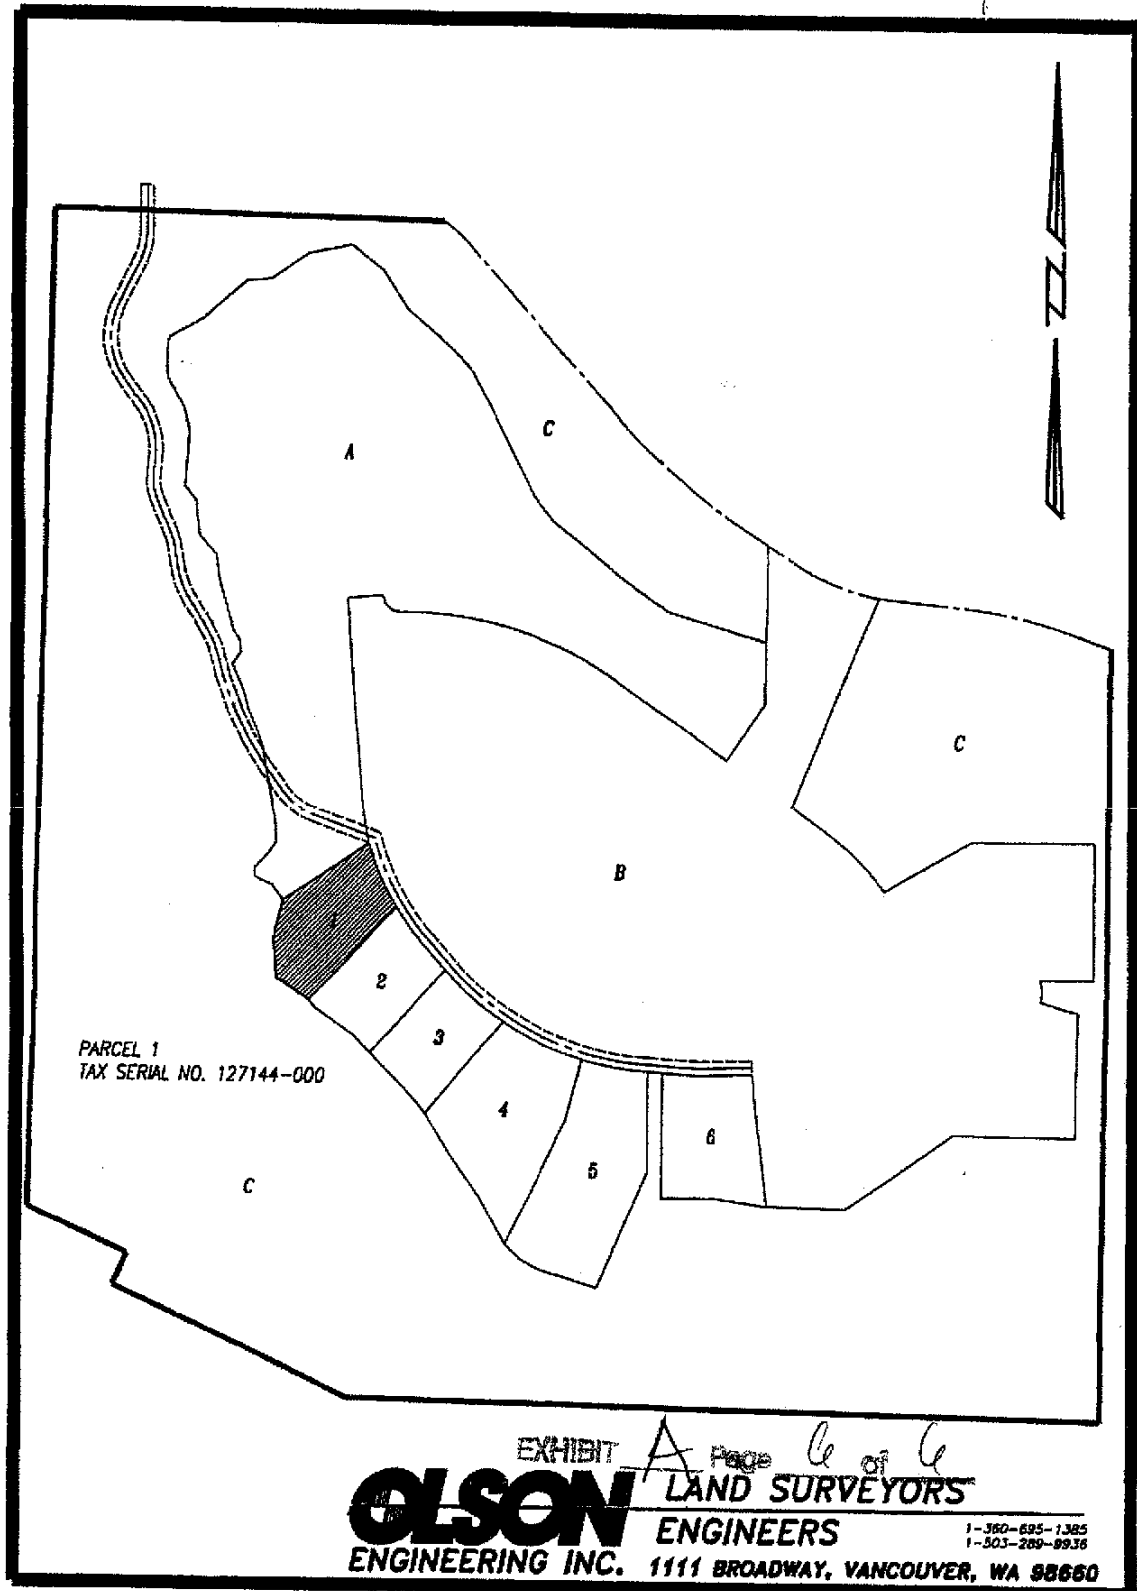 N
C
A
C
B
1
2
3
PARCEL 1
TAX SERIAL NO. 127144-000
4
6
5
C
EXHIBIT A Page 6 of 6
OLSON LAND SURVEYORS
ENGINEERS 1-360-695-1385
1-503-289-9936
ENGINEERING INC. 1111 BROADWAY, VANCOUVER, WA 98660